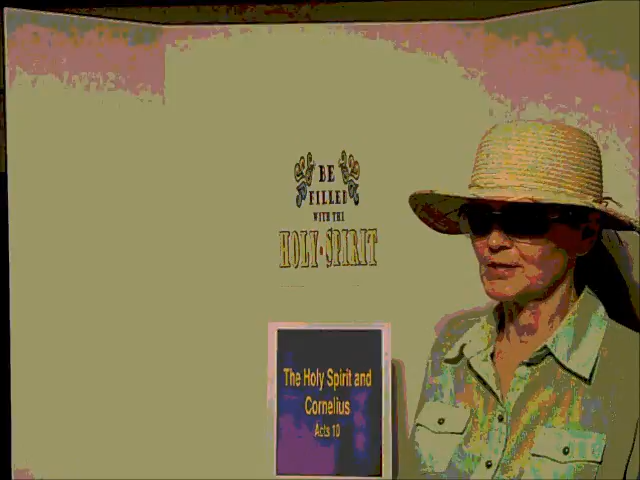 BE
FILLED
WITH THE
HOLY SPIRIT
The Holy Spirit and
Cornelius
Acts 10